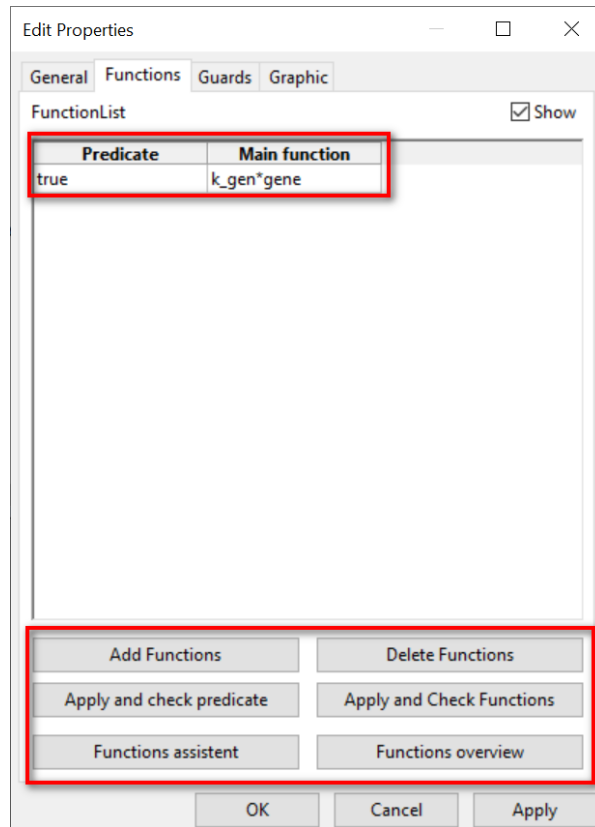 Edit Properties
General Functions Guards Graphic
FunctionList Show
Predicate Main function
true k_gen*gene
Add Functions Delete Functions
Apply and check predicate Apply and Check Functions
Functions assistent Functions overview
OK Cancel Apply